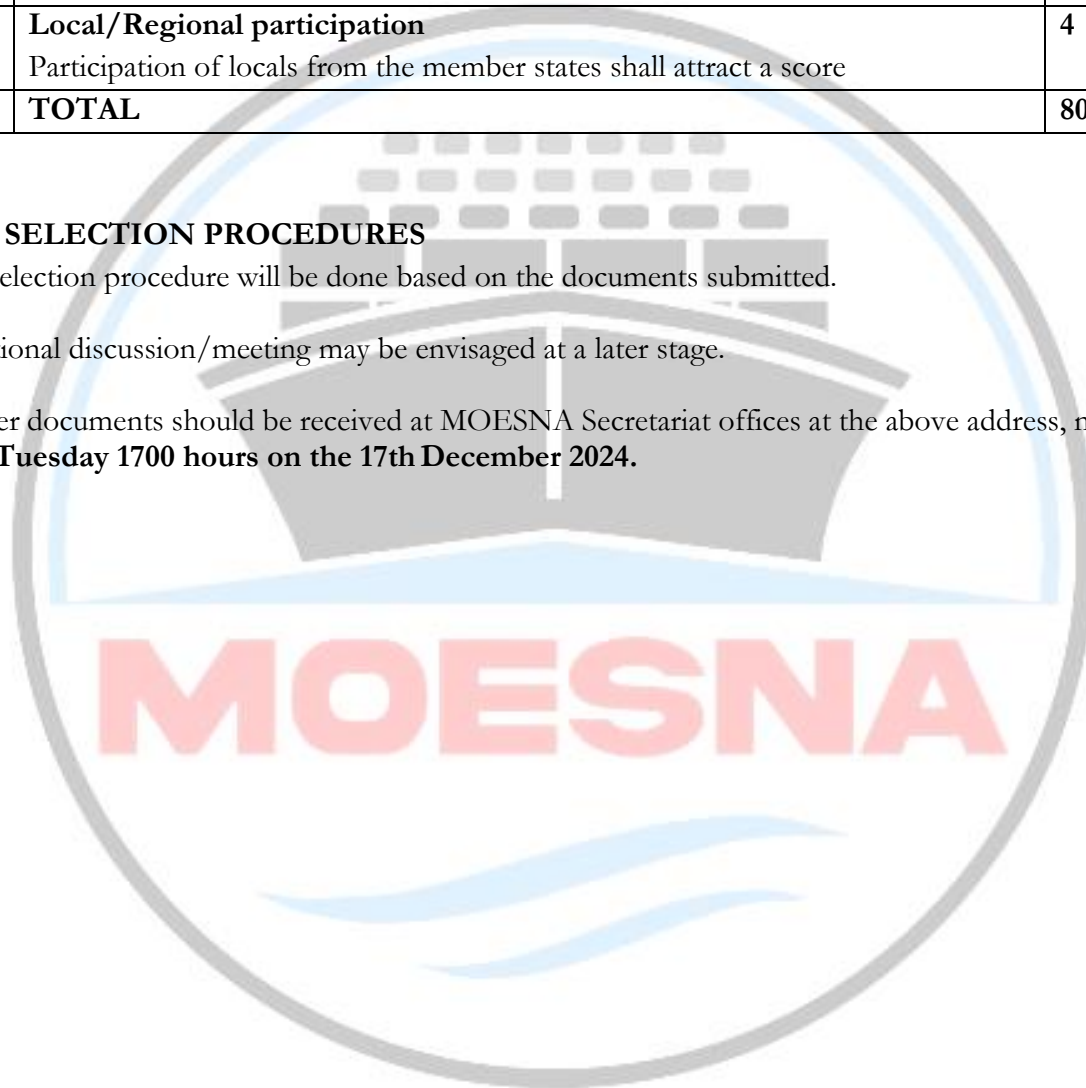 Local/Regional participation 4
Participation of locals from the member states shall attract a score
TOTAL 80
SELECTION PROCEDURES
election procedure will be done based on the documents submitted.
ional discussion/meeting may be envisaged at a later stage.
er documents should be received at MOESNA Secretariat offices at the above address, n
Tuesday 1700 hours on the 17th December 2024.
MOESNA